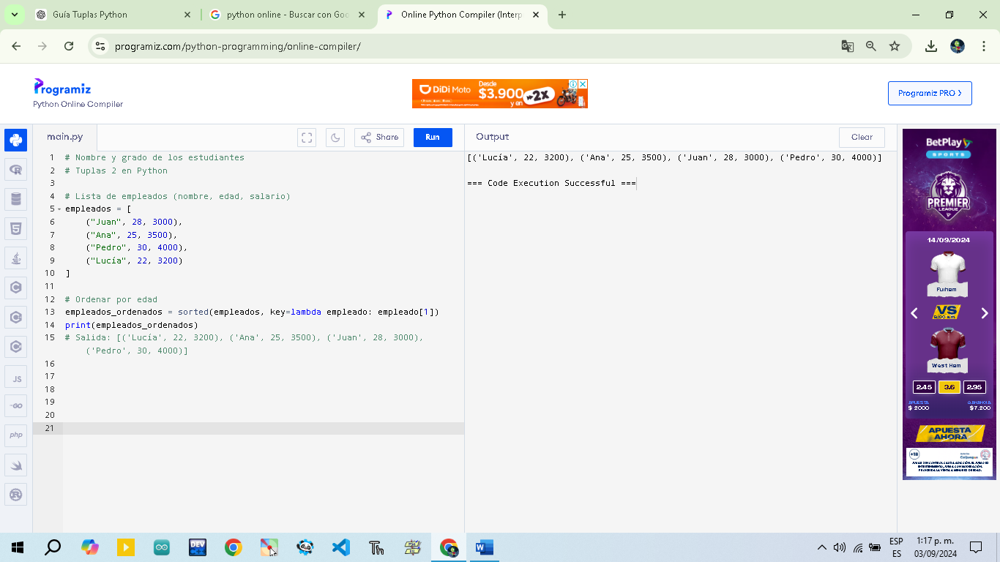 Guía Tuplas Python
python online - Buscar con Goo
Online Python Compiler (Interp
programiz.com/python-programming/online-compiler/
Programiz
Python Online Compiler
DiDi Moto
Desde
$3.900
y en
2X
Programiz PRO
main.py
Share
Run
Output
Clear
1 # Nombre y grado de los estudiantes
2 # Tuplas 2 en Python
3
4 # Lista de empleados (nombre, edad, salario)
5 empleados = [
6 ("Juan", 28, 3000),
7 ("Ana", 25, 3500),
8 ("Pedro", 30, 4000),
9 ("Lucía", 22, 3200)
10 ]
11
12 # Ordenar por edad
13 empleados_ordenados = sorted(empleados, key=lambda empleado: empleado[1])
14 print(empleados_ordenados)
15 # Salida: [('Lucía', 22, 3200), ('Ana', 25, 3500), ('Juan', 28, 3000),
('Pedro', 30, 4000)]
16
17
18
19
20
21
[('Lucía', 22, 3200), ('Ana', 25, 3500), ('Juan', 28, 3000), ('Pedro', 30, 4000)]
=== Code Execution Successful ===
JS
GO
php
BetPlay
SPORTS
PREMIER
LEAGUE
14/09/2024
Fulham
VS
West Ham
2.45
3.6
2.95
APUESTA
$ 2000
GANANCIA
$7.200
APUESTA
AHORA
+18
Coljuegos
DEV
W
ESP
ES
1:17 p. m.
03/09/2024